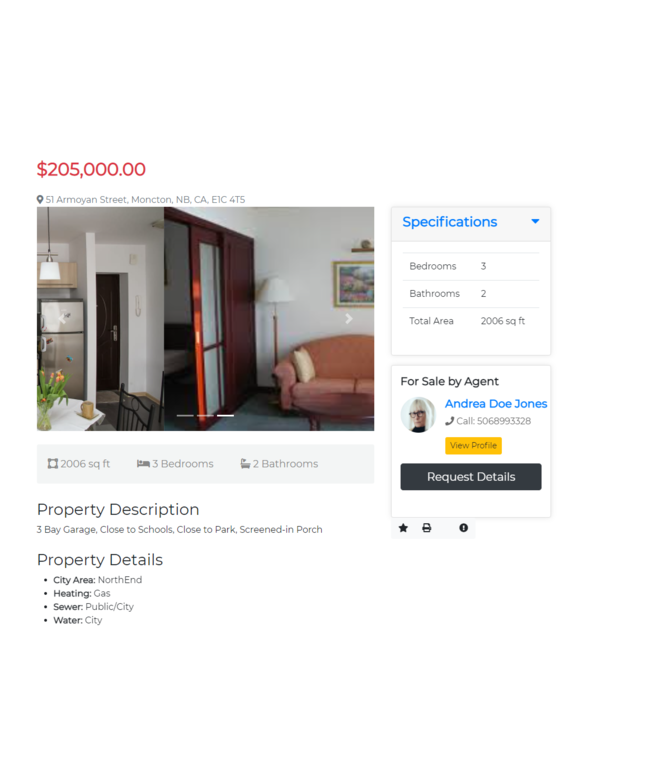 $205,000.00
51 Armoyan Street, Moncton, NB, CA, E1C 4T5
Specifications
Bedrooms 3
Bathrooms 2
Total Area 2006 sq ft
For Sale by Agent
Andrea Doe Jones
Call: 5068993328
View Profile
Request Details
2006 sq ft 3 Bedrooms 2 Bathrooms
Property Description
3 Bay Garage, Close to Schools, Close to Park, Screened-in Porch
Property Details
• City Area: NorthEnd
• Heating: Gas
• Sewer: Public/City
• Water: City